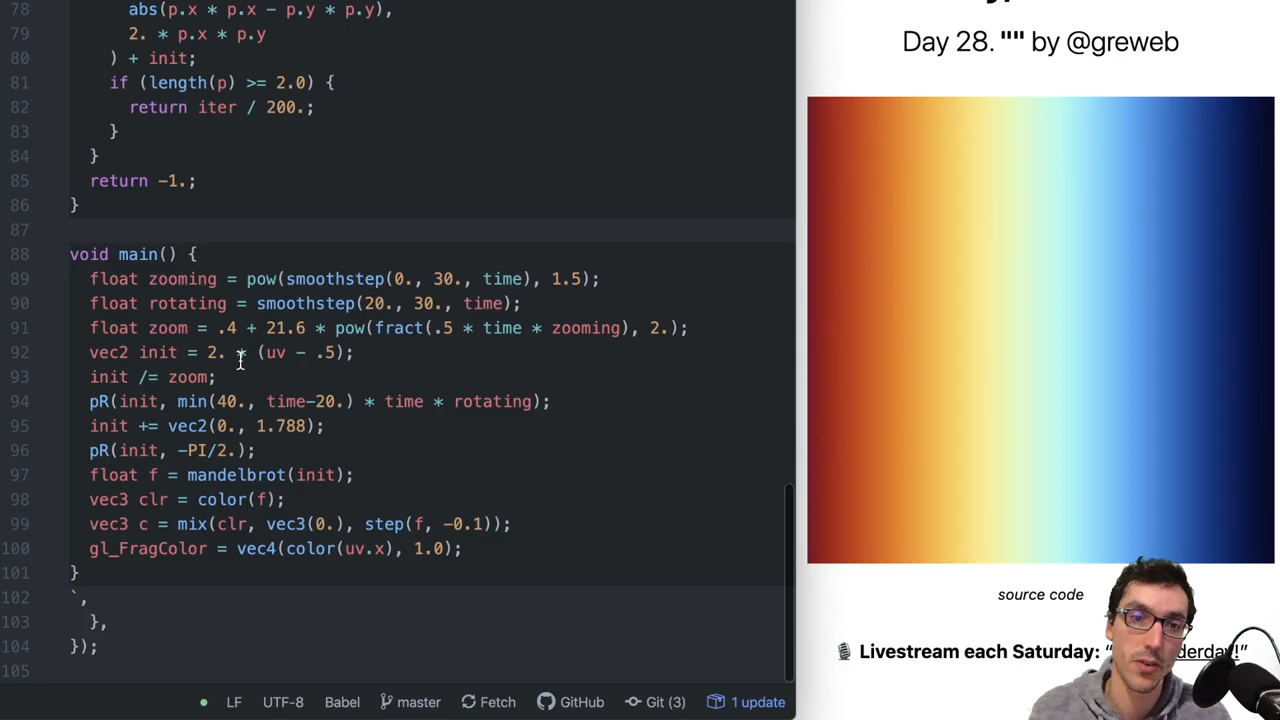 78 abs(p.x * p.x - p.y * p.y),
79 2. * p.x * p.y
80 ) + init;
81 if (length(p) >= 2.0) {
82 return iter / 200.;
83 }
84 }
85 return -1.;
86 }
87
88 void main() {
89 float zooming = pow(smoothstep(0., 30., time), 1.5);
90 float rotating = smoothstep(20., 30., time);
91 float zoom = .4 + 21.6 * pow(fract(.5 * time * zooming), 2.);
92 vec2 init = 2. * (uv - .5);
93 init /= zoom;
94 pR(init, min(40., time-20.) * time * rotating);
95 init += vec2(0., 1.788);
96 pR(init, -PI/2.);
97 float f = mandelbrot(init);
98 vec3 clr = color(f);
99 vec3 c = mix(clr, vec3(0.), step(f, -0.1));
100 gl_FragColor = vec4(color(uv.x), 1.0);
101 }
102 `,
103 },
104 });
105
LF UTF-8 Babel master Fetch GitHub Git (3) 1 update
Day 28. "" by @greweb
source code
Livestream each Saturday: “ derday!”